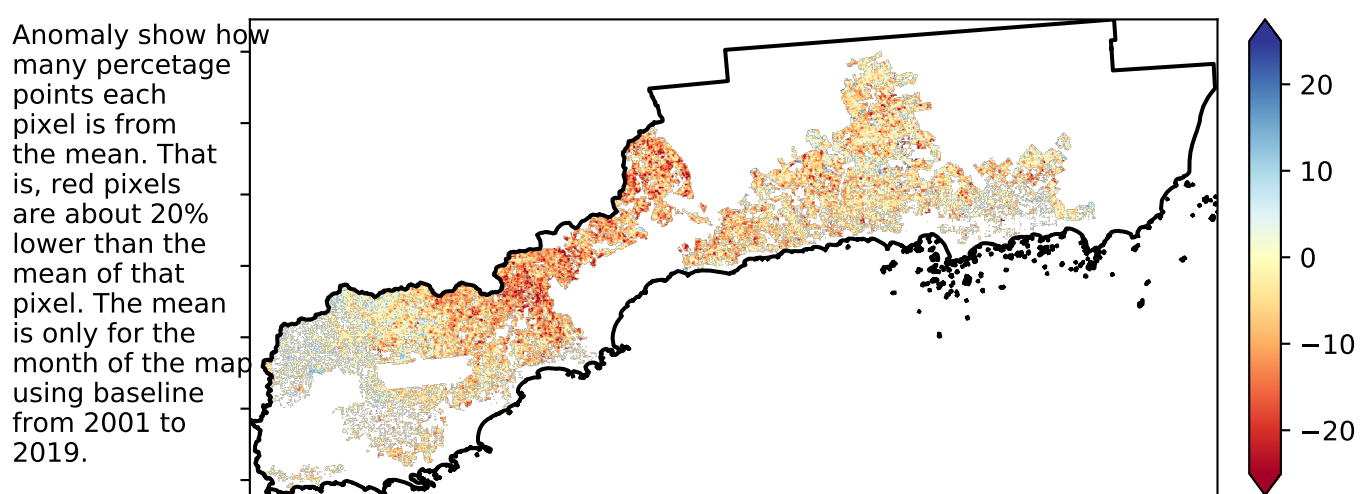 Anomaly show how
many percetage
points each
pixel is from
the mean. That
is, red pixels
are about 20%
lower than the
mean of that
pixel. The mean
is only for the
month of the map
using baseline
from 2001 to
2019.
20
10
0
−10
−20